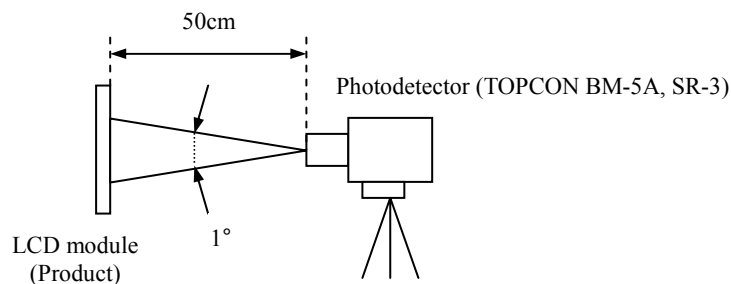 50cm
Photodetector (TOPCON BM-5A, SR-3)
1°
LCD module
(Product)